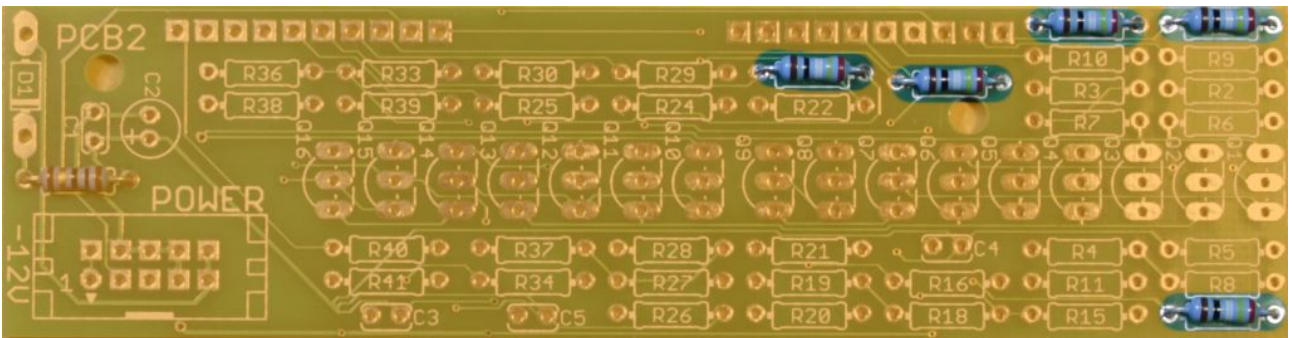 PCB2
D1
C2
R36 R33 R30 R29 R10 R9
R3 R2
R38 R39 R25 R24 R22
R7 R6
Q16 Q15 Q14 Q13 Q12 Q11 Q10 Q9 Q8 Q7 Q6 Q5 Q4 Q3 Q2 Q1
POWER
-12V
1
R40 R37 R28 R21 C4 R4 R5
R41 R34 R27 R19 R16 R11 R8
C3 C5 R26 R20 R18 R15